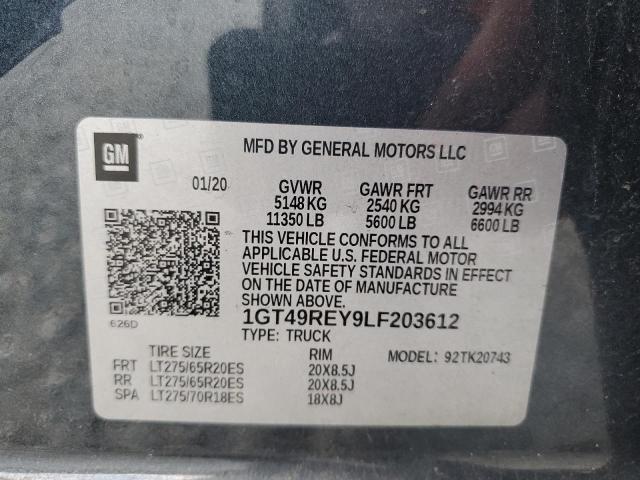 GM
MFD BY GENERAL MOTORS LLC
01/20 GVWR GAWR FRT GAWR RR
5148 KG 2540 KG 2994 KG
11350 LB 5600 LB 6600 LB
THIS VEHICLE CONFORMS TO ALL
APPLICABLE U.S. FEDERAL MOTOR
VEHICLE SAFETY STANDARDS IN EFFECT
ON THE DATE OF MANUFACTURE
SHOWN ABOVE.
626D
1GT49REY9LF203612
TYPE: TRUCK
TIRE SIZE RIM MODEL: 92TK20743
FRT LT275/65R20ES 20X8.5J
RR LT275/65R20ES 20X8.5J
SPA LT275/70R18ES 18X8J